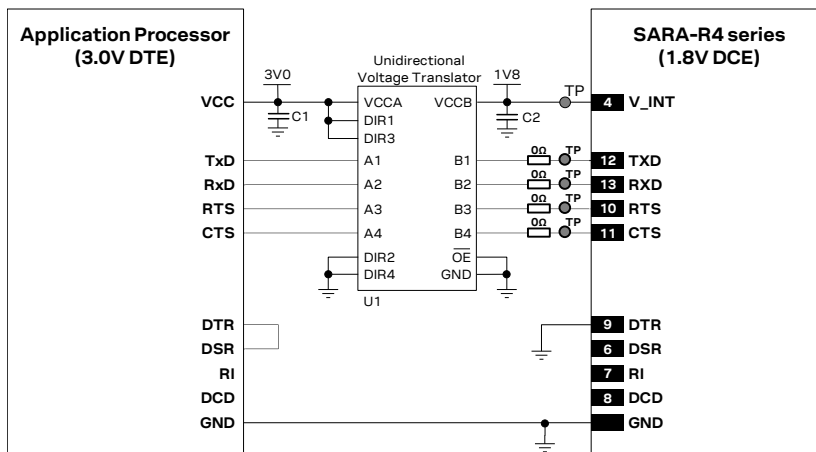 Application Processor
(3.0V DTE)
SARA-R4 series
(1.8V DCE)
Unidirectional
Voltage Translator
3V0
1V8
TP
VCC
VCCA
VCCB
4
V_INT
C1
DIR1
C2
DIR3
0Ω
TP
TxD
A1
B1
12
TXD
0Ω
TP
RxD
A2
B2
13
RXD
0Ω
TP
RTS
A3
B3
10
RTS
0Ω
TP
CTS
A4
B4
11
CTS
DIR2
OE
DIR4
GND
U1
DTR
9
DTR
DSR
6
DSR
RI
7
RI
DCD
8
DCD
GND
GND